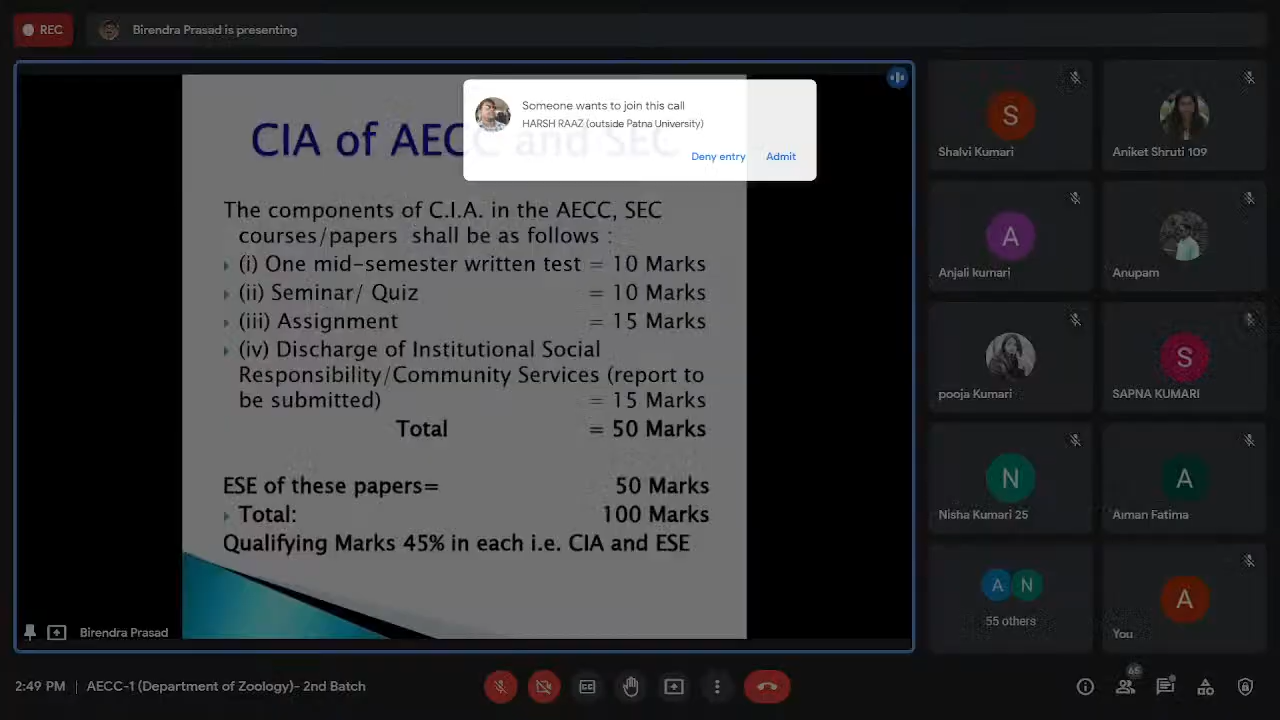 REC
Birendra Prasad is presenting
Someone wants to join this call
HARSH RAAZ (outside Patna University)
Deny entry Admit
CIA of AECC and SEC
The components of C.I.A. in the AECC, SEC
courses/papers shall be as follows :
(i) One mid-semester written test = 10 Marks
(ii) Seminar/ Quiz = 10 Marks
(iii) Assignment = 15 Marks
(iv) Discharge of Institutional Social
Responsibility/Community Services (report to
be submitted) = 15 Marks
Total = 50 Marks
ESE of these papers= 50 Marks
Total: 100 Marks
Qualifying Marks 45% in each i.e. CIA and ESE
Birendra Prasad
S
Shalvi Kumari
Aniket Shruti 109
A
Anjali kumari
Anupam
pooja Kumari
S
SAPNA KUMARI
N
Nisha Kumari 25
A
Aiman Fatima
A N
55 others
A
You
2:49 PM | AECC-1 (Department of Zoology)- 2nd Batch
65